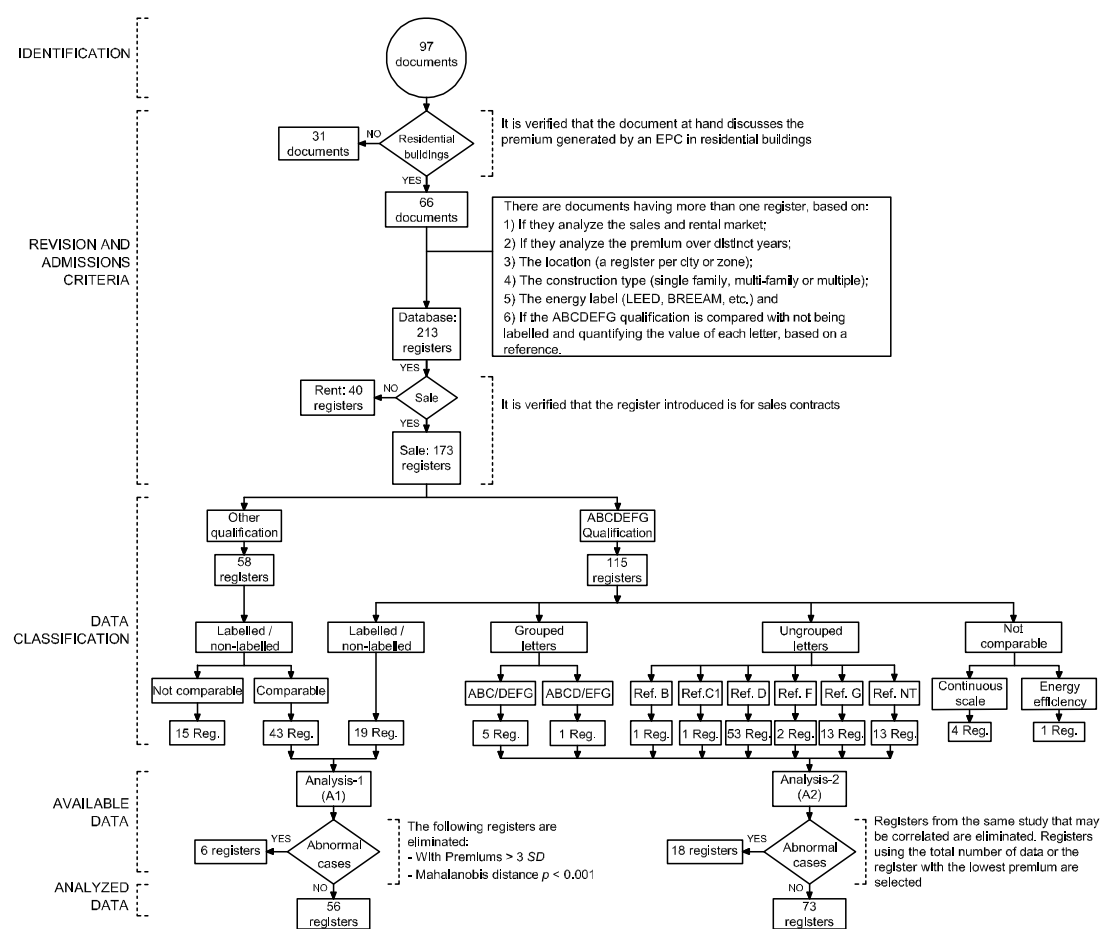 IDENTIFICATION
97
documents
REVISION AND
ADMISSIONS
CRITERIA
Residential
buildings
NO
31
documents
It is verified that the document at hand discusses the
premium generated by an EPC in residential buildings
YES
66
documents
There are documents having more than one register, based on:
1) If they analyze the sales and rental market;
2) If they analyze the premium over distinct years;
3) The location (a register per city or zone);
4) The construction type (single family, multi-family or multiple);
5) The energy label (LEED, BREEAM, etc.) and
6) If the ABCDEFG qualification is compared with not being
labelled and quantifying the value of each letter, based on a
reference.
Database:
213
registers
YES
Sale
NO
Rent: 40
registers
It is verified that the register introduced is for sales contracts
YES
Sale: 173
registers
DATA
CLASSIFICATION
Other
qualification
ABCDEFG
Qualification
58
registers
115
registers
Labelled /
non-labelled
Labelled /
non-labelled
Grouped
letters
Ungrouped
letters
Not
comparable
Not comparable
Comparable
ABC/DEFG
ABCD/EFG
Ref. B
Ref.C1
Ref. D
Ref. F
Ref. G
Ref. NT
Continuous
scale
Energy
efficiency
15 Reg.
43 Reg.
19 Reg.
5 Reg.
1 Reg.
1 Reg.
1 Reg.
53 Reg.
2 Reg.
13 Reg.
13 Reg.
4 Reg.
1 Reg.
AVAILABLE
DATA
Analysis-1
(A1)
Abnormal
cases
YES
6 registers
The following registers are
eliminated:
- With Premiums > 3 SD
- Mahalanobis distance p < 0.001
Analysis-2
(A2)
Abnormal
cases
YES
18 registers
Registers from the same study that may
be correlated are eliminated. Registers
using the total number of data or the
register with the lowest premium are
selected
ANALYZED
DATA
NO
56
registers
NO
73
registers